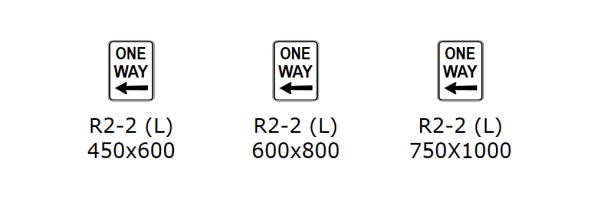 ONE WAY
R2-2 (L)
450x600
ONE WAY
R2-2 (L)
600x800
ONE WAY
R2-2 (L)
750X1000